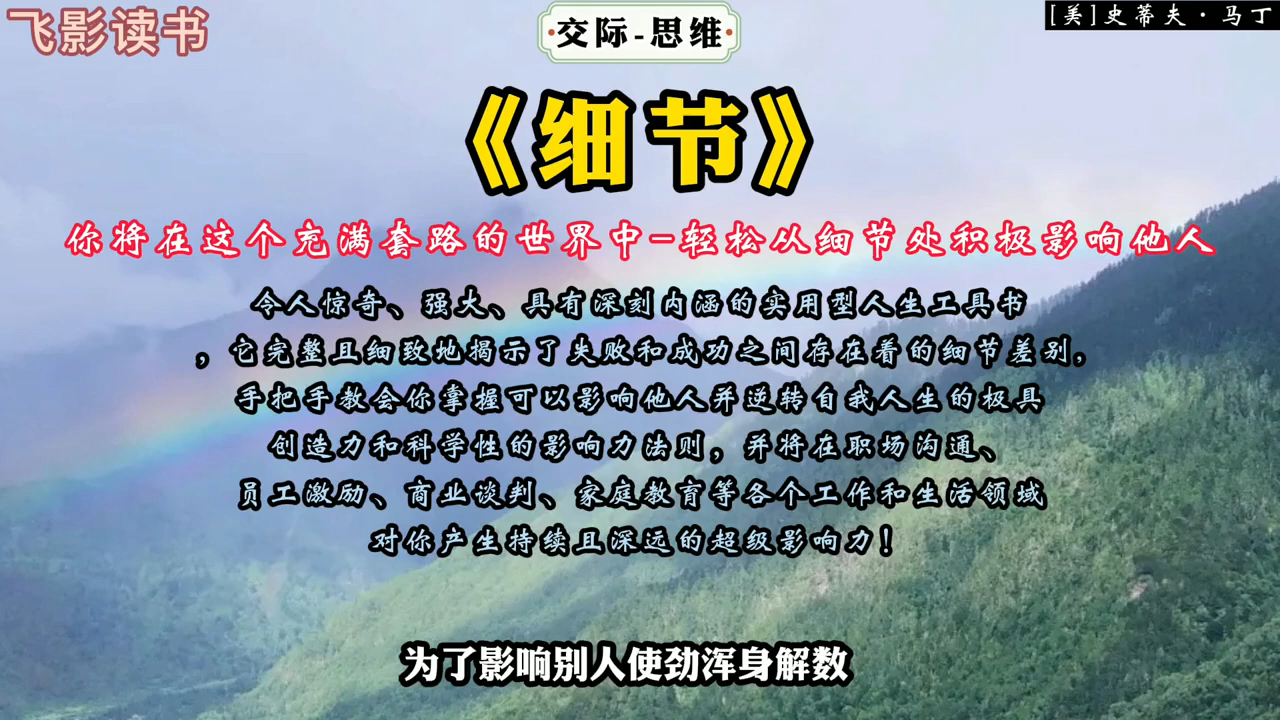 飞影读书
交际-思维
[美]史蒂夫·马丁
《细节》
你将在这个充满套路的世界中-轻松从细节处积极影响他人
令人惊奇、强大、具有深刻内涵的实用型人生工具书
，它完整且细致地揭示了失败和成功之间存在着的细节差别，
手把手教会你掌握可以影响他人并逆转自我人生的极具
创造力和科学性的影响力法则，并将在职场沟通、
员工激励、商业谈判、家庭教育等各个工作和生活领域
对你产生持续且深远的超级影响力！
为了影响别人使劲浑身解数